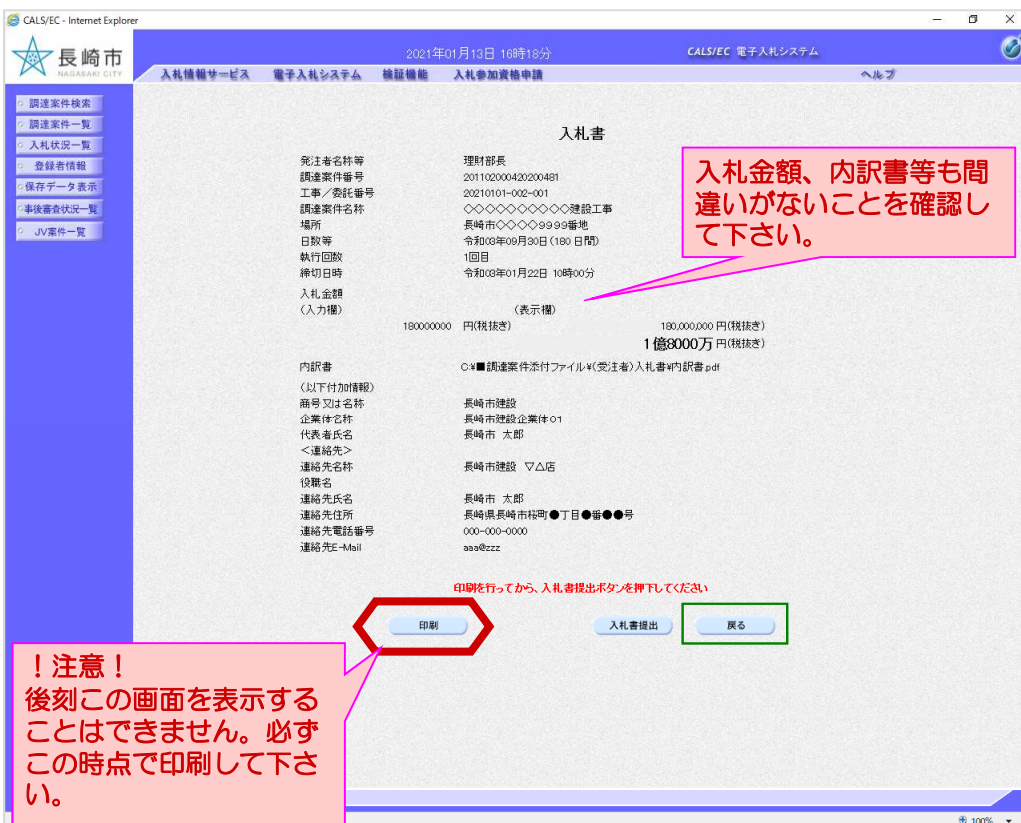 CALS/EC - Internet Explorer
長崎市
NAGASAKI CITY
2021年01月13日 16時18分
CALS/EC 電子入札システム
入札情報サービス 電子入札システム 検証機能 入札参加資格申請 ヘルプ
調達案件検索
調達案件一覧
入札状況一覧
登録者情報
保存データ表示
事後審査状況一覧
JV案件一覧
入札書
発注者名称等 理財部長
調達案件番号 201102000420200481
工事/委託番号 20210101-002-001
調達案件名称 ◇◇◇◇◇◇◇◇◇◇建設工事
場所 長崎市◇◇◇◇9999番地
日数等 令和03年09月30日(180 日間)
執行回数 1回目
締切日時 令和03年01月22日 10時00分
入札金額、内訳書等も間
違いがないことを確認し
て下さい。
入札金額
(入力欄) (表示欄)
180000000 円(税抜き) 180,000,000 円(税抜き)
1億8000万 円(税抜き)
内訳書 C:¥■調達案件添付ファイル¥(受注者)入札書¥内訳書.pdf
(以下付加情報)
商号又は名称 長崎市建設
企業体名称 長崎市建設企業体01
代表者氏名 長崎市 太郎
<連絡先>
連絡先名称 長崎市建設 ▽△店
役職名
連絡先氏名 長崎市 太郎
連絡先住所 長崎県長崎市桜町●丁目●番●●号
連絡先電話番号 000-000-0000
連絡先E-Mail aaa@zzz
印刷を行ってから、入札書提出ボタンを押下してください
印刷 入札書提出 戻る
!注意!
後刻この画面を表示する
ことはできません。必ず
この時点で印刷して下さ
い。
100%